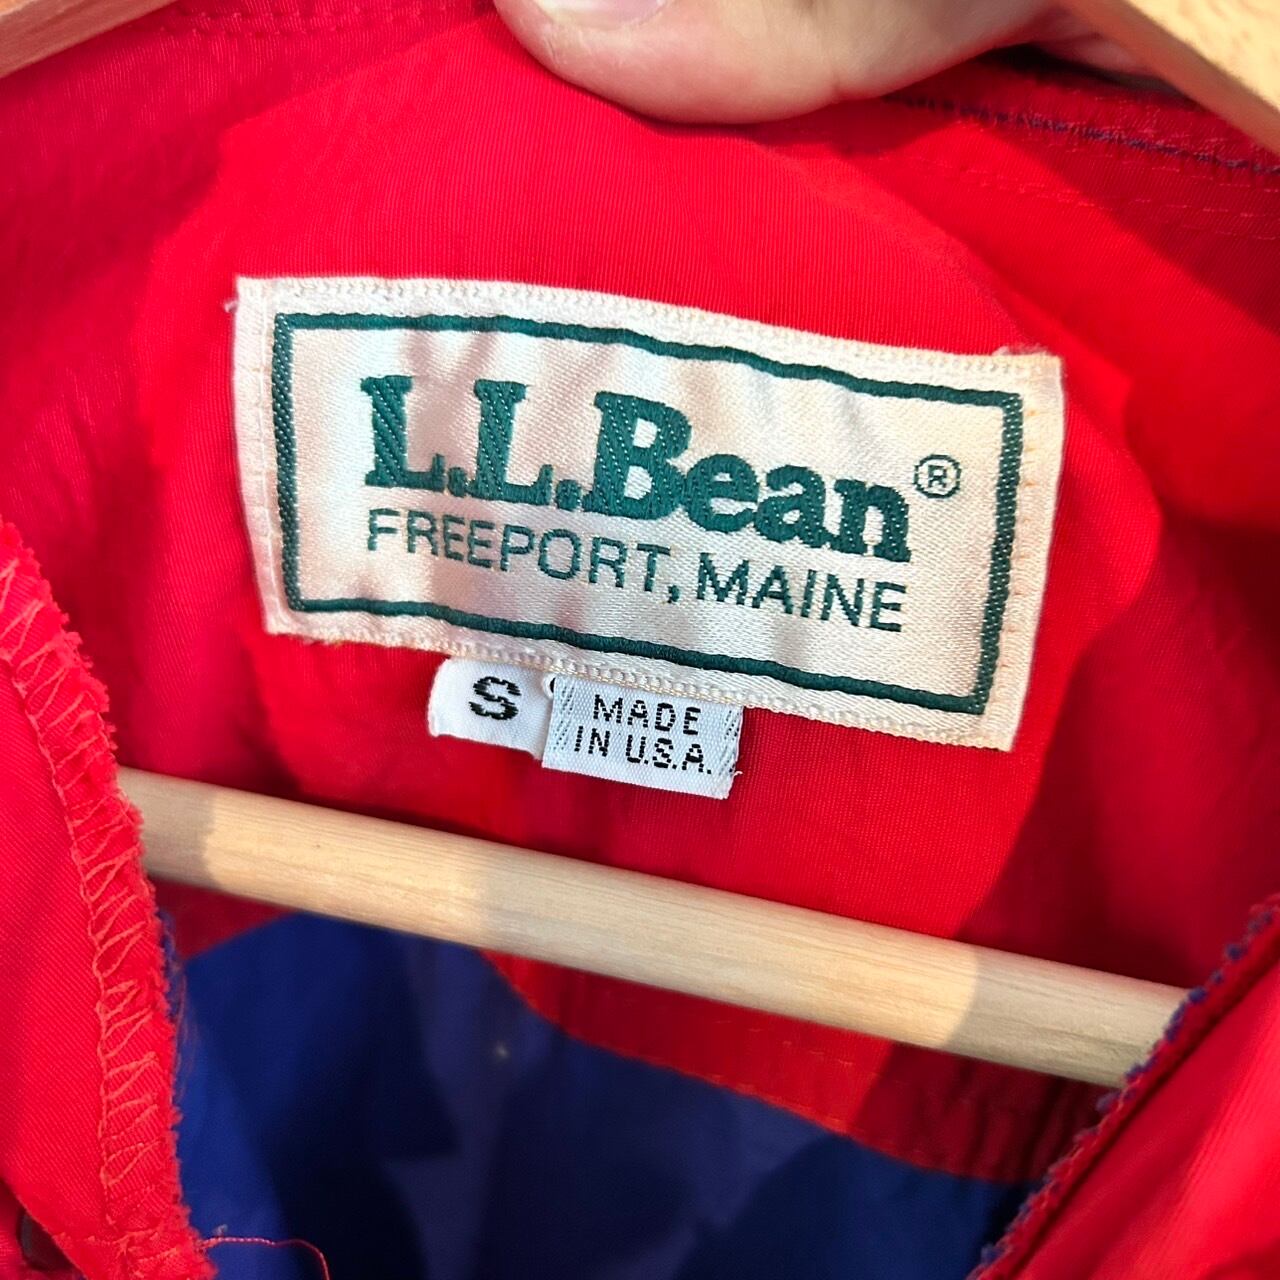 L.L.Bean®
FREEPORT, MAINE
S
MADE
IN U.S.A.